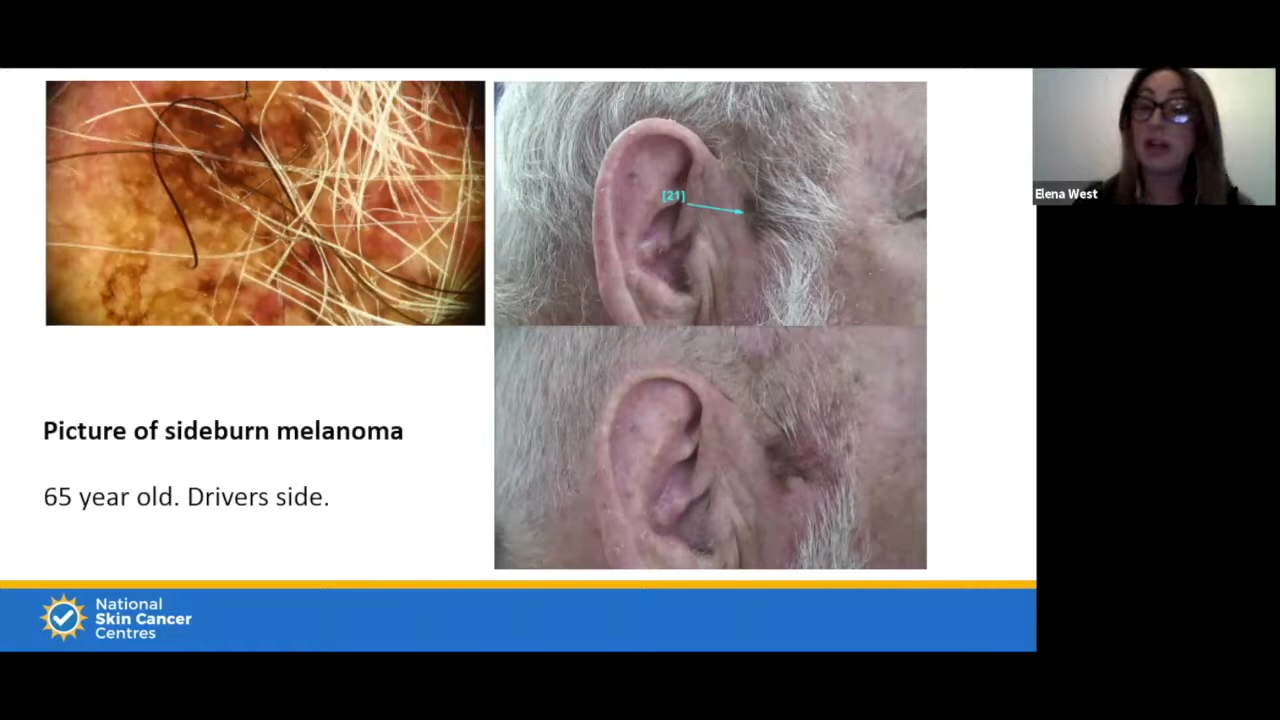 [21]
Elena West
Picture of sideburn melanoma
65 year old. Drivers side.
National
Skin Cancer
Centres